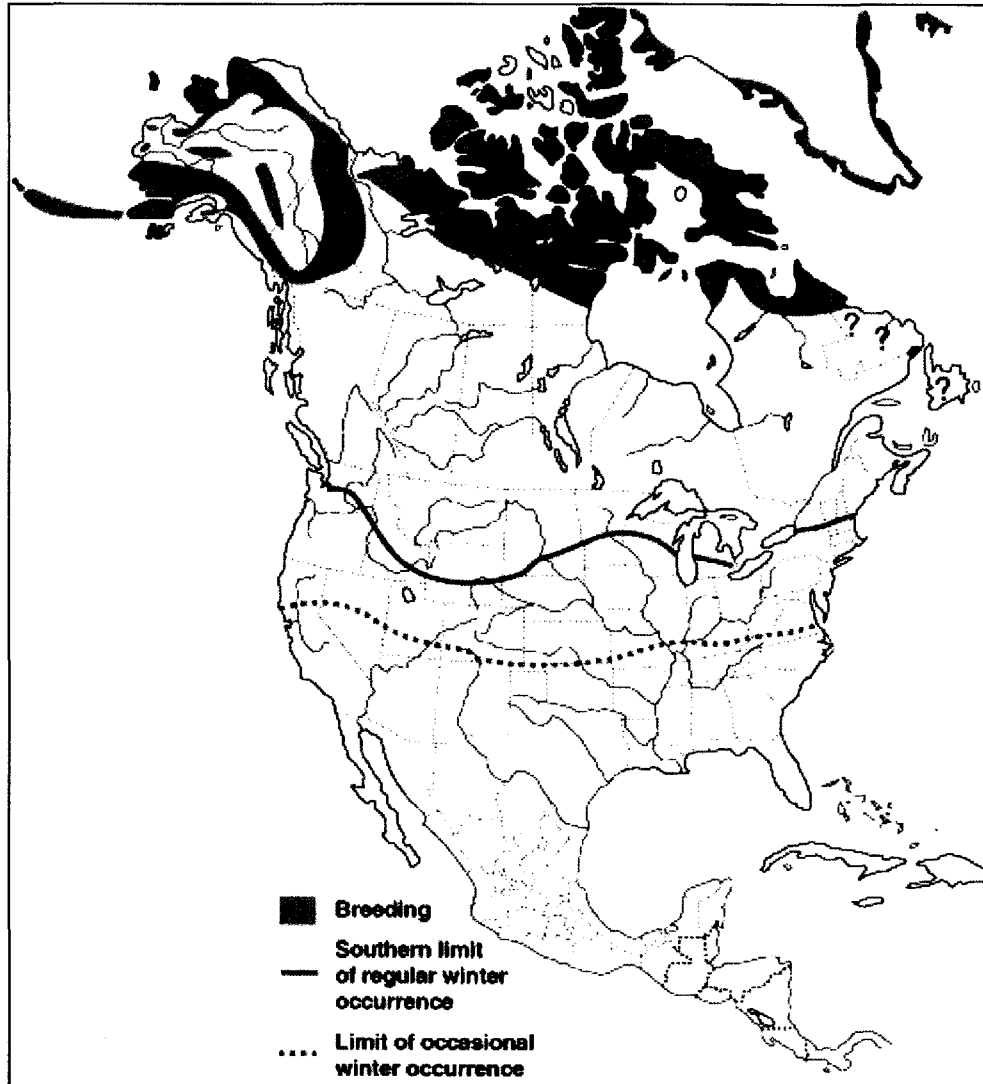 ?
?
?
Breeding
Southern limit
of regular winter
occurrence
Limit of occasional
winter occurrence